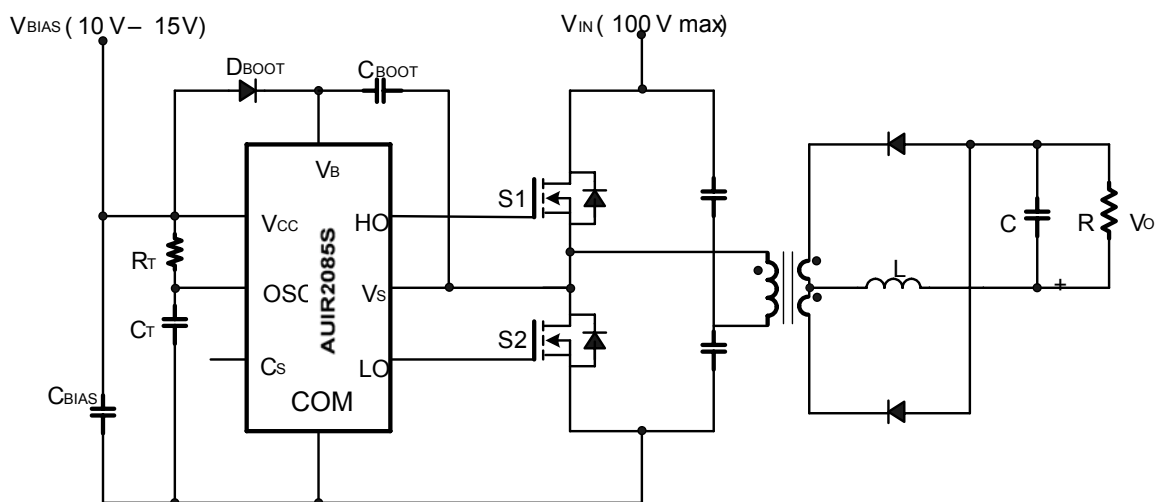 VBIAS ( 10 V – 15V)
VIN ( 100 V max)
DBOOT
CBOOT
VB
S1
VCC
HO
RT
OSC
AUIR2085S
VS
C
R
VO
L
+
CT
S2
CS
LO
CBIAS
COM